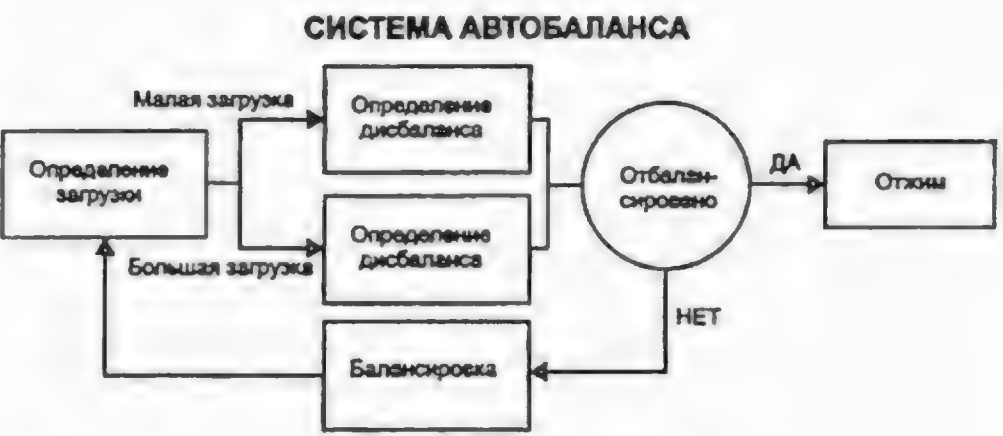 СИСТЕМА АВТОБАЛАНСА
Малая загрузка
Определение
дисбаланса
Определение
загрузки
Отбалан-
сировано
ДА
Отжим
Определение
дисбаланса
Большая загрузка
НЕТ
Балансировка